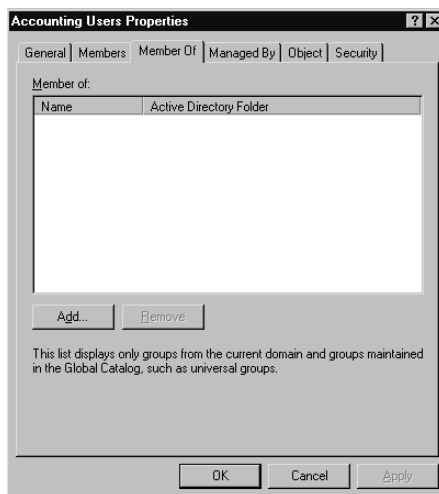 Accounting Users Properties
General Members Member Of Managed By Object Security
Member of:
Name Active Directory Folder
Add... Remove
This list displays only groups from the current domain and groups maintained
in the Global Catalog, such as universal groups.
OK Cancel Apply